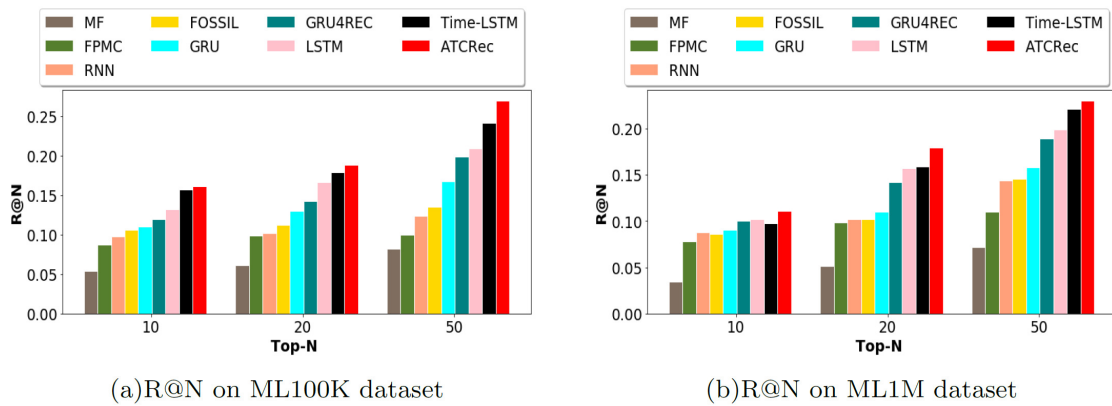 MF FOSSIL GRU4REC Time-LSTM
FPMC GRU LSTM ATCRec
RNN
0.25
0.20
0.15
0.10
0.05
0.00
R@N
10 20 50
Top-N
(a)R@N on ML100K dataset
MF FOSSIL GRU4REC Time-LSTM
FPMC GRU LSTM ATCRec
RNN
0.20
0.15
0.10
0.05
0.00
R@N
10 20 50
Top-N
(b)R@N on ML1M dataset